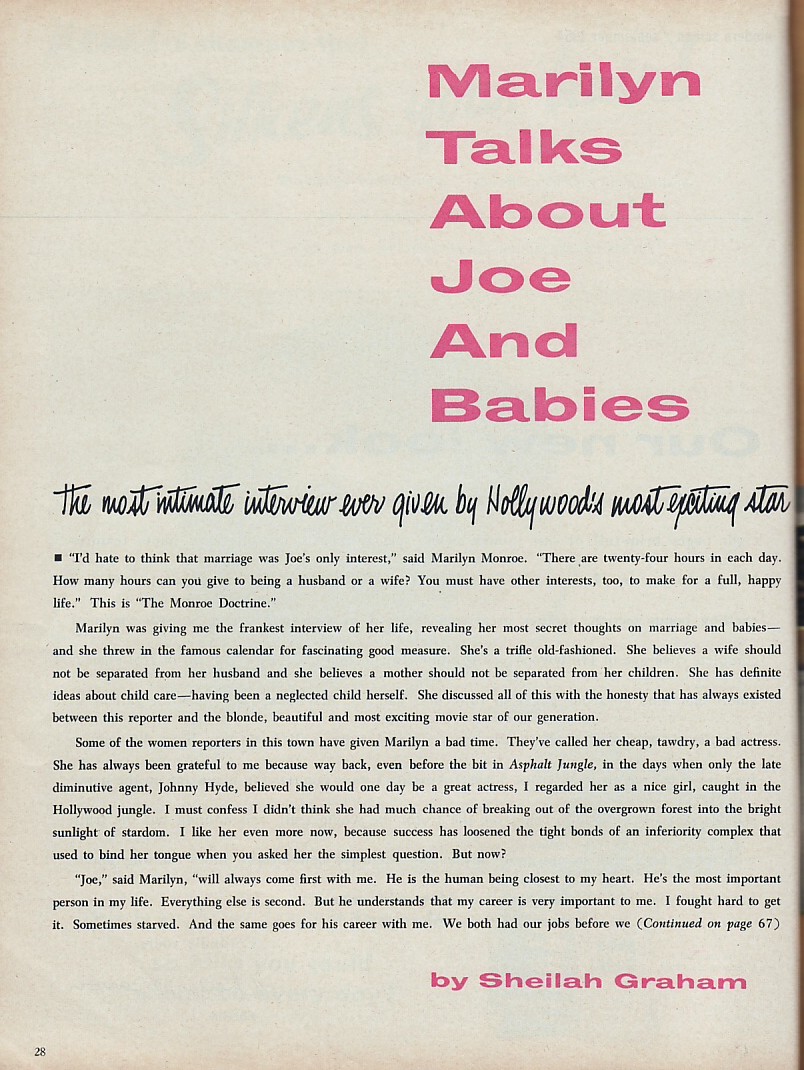 Marilyn
Talks
About
Joe
And
Babies
The most intimate interview ever given by Hollywood's most exciting star
■ "I'd hate to think that marriage was Joe's only interest," said Marilyn Monroe. "There are twenty-four hours in each day.
How many hours can you give to being a husband or a wife? You must have other interests, too, to make for a full, happy
life." This is "The Monroe Doctrine."
Marilyn was giving me the frankest interview of her life, revealing her most secret thoughts on marriage and babies—
and she threw in the famous calendar for fascinating good measure. She's a trifle old-fashioned. She believes a wife should
not be separated from her husband and she believes a mother should not be separated from her children. She has definite
ideas about child care—having been a neglected child herself. She discussed all of this with the honesty that has always existed
between this reporter and the blonde, beautiful and most exciting movie star of our generation.
Some of the women reporters in this town have given Marilyn a bad time. They've called her cheap, tawdry, a bad actress.
She has always been grateful to me because way back, even before the bit in Asphalt Jungle, in the days when only the late
diminutive agent, Johnny Hyde, believed she would one day be a great actress, I regarded her as a nice girl, caught in the
Hollywood jungle. I must confess I didn't think she had much chance of breaking out of the overgrown forest into the bright
sunlight of stardom. I like her even more now, because success has loosened the tight bonds of an inferiority complex that
used to bind her tongue when you asked her the simplest question. But now?
"Joe," said Marilyn, "will always come first with me. He is the human being closest to my heart. He's the most important
person in my life. Everything else is second. But he understands that my career is very important to me. I fought hard to get
it. Sometimes starved. And the same goes for his career with me. We both had our jobs before we (Continued on page 67)
by Sheilah Graham
28